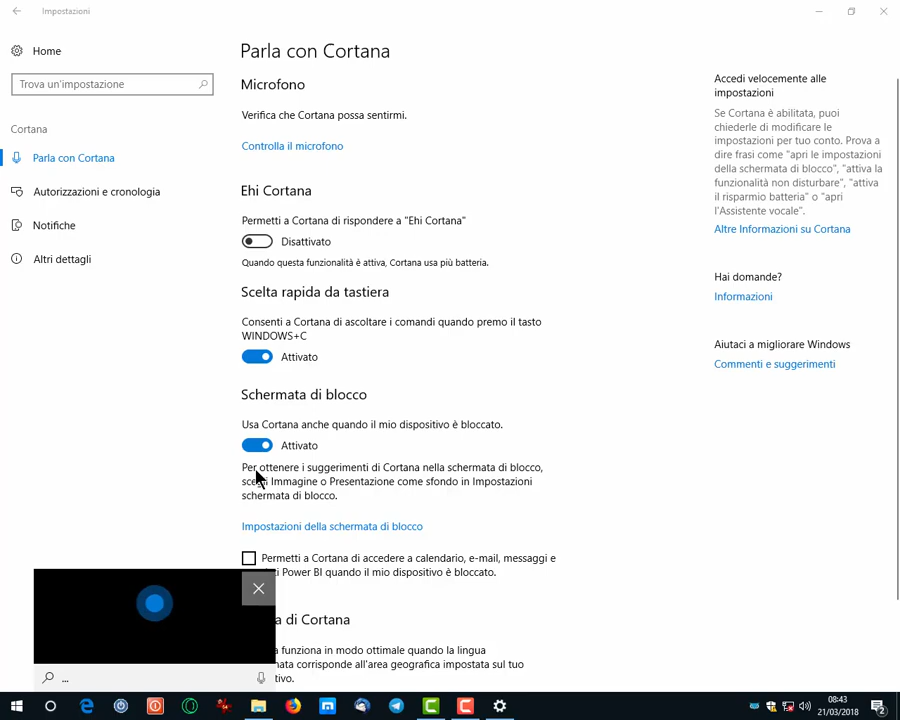 Impostazioni
Home
Trova un'impostazione
Cortana
Parla con Cortana
Autorizzazioni e cronologia
Notifiche
Altri dettagli
Parla con Cortana
Microfono
Verifica che Cortana possa sentirmi.
Controlla il microfono
Ehi Cortana
Permetti a Cortana di rispondere a "Ehi Cortana"
Disattivato
Quando questa funzionalità è attiva, Cortana usa più batteria.
Scelta rapida da tastiera
Consenti a Cortana di ascoltare i comandi quando premo il tasto
WINDOWS+C
Attivato
Schermata di blocco
Usa Cortana anche quando il mio dispositivo è bloccato.
Attivato
Per ottenere i suggerimenti di Cortana nella schermata di blocco,
scegli Immagine o Presentazione come sfondo in Impostazioni
schermata di blocco.
Impostazioni della schermata di blocco
Permetti a Cortana di accedere a calendario, e-mail, messaggi e
Power BI quando il mio dispositivo è bloccato.
di Cortana
funziona in modo ottimale quando la lingua
corrisponde all'area geografica impostata sul tuo
Accedi velocemente alle
impostazioni
Se Cortana è abilitata, puoi
chiederle di modificare le
impostazioni per tuo conto. Prova a
dire frasi come "apri le impostazioni
della schermata di blocco", "attiva la
funzionalità non disturbare", "attiva
il risparmio batteria" o "apri
l'Assistente vocale".
Altre Informazioni su Cortana
Hai domande?
Informazioni
Aiutaci a migliorare Windows
Commenti e suggerimenti
...
08:43
21/03/2018
2